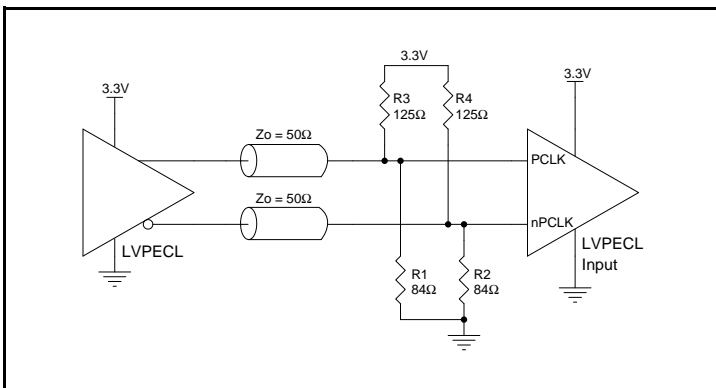 3.3V
3.3V
3.3V
R3
125Ω
R4
125Ω
Zo = 50Ω
PCLK
Zo = 50Ω
nPCLK
LVPECL
LVPECL
Input
R1
84Ω
R2
84Ω